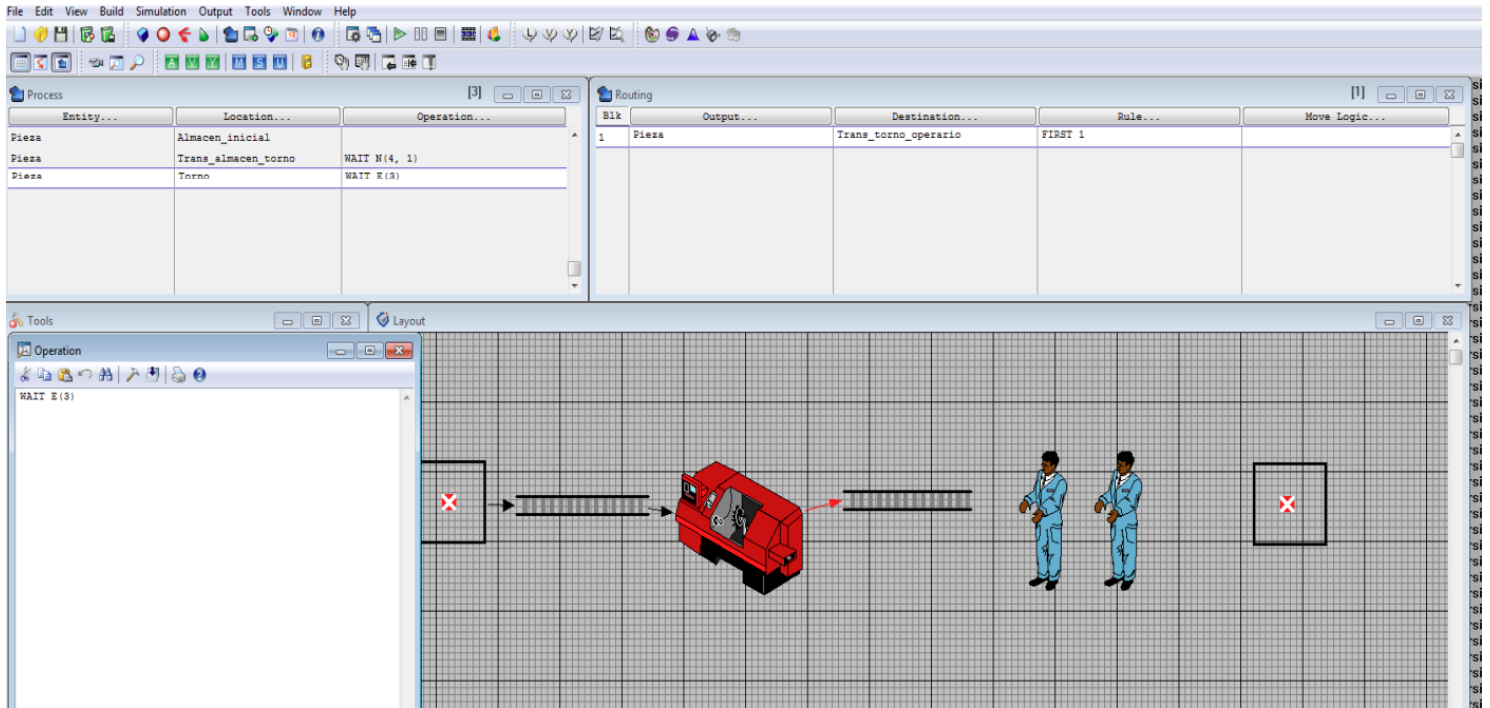 File Edit View Build Simulation Output Tools Window Help
Process [3]
Entity... Location... Operation...
Pieza Almacen_inicial
Pieza Trans_almacen_torno WAIT N(4, 1)
Pieza Torno WAIT E(3)
Routing [1]
Blk Output... Destination... Rule... Move Logic...
1 Pieza Trans_torno_operario FIRST 1
Tools
Layout
Operation
WAIT E(3)